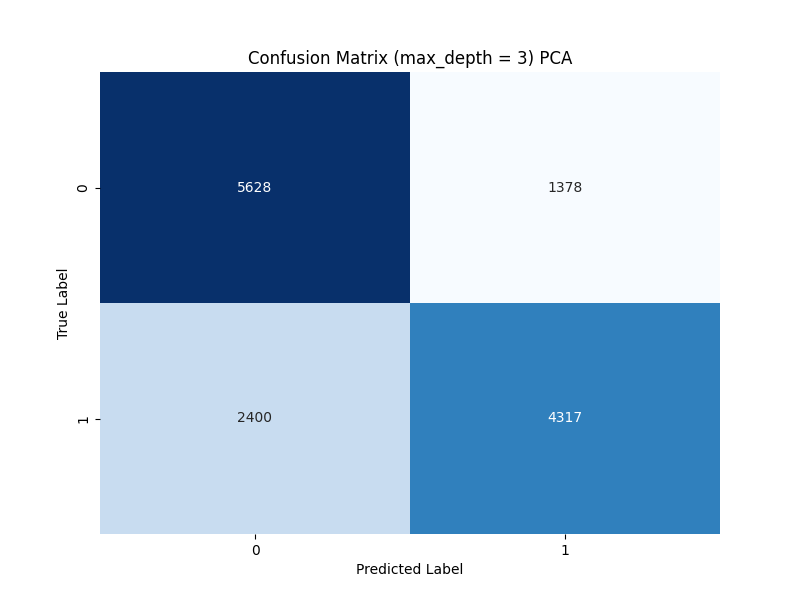 Confusion Matrix (max_depth = 3) PCA
0
5628
1378
True Label
1
2400
4317
0
1
Predicted Label